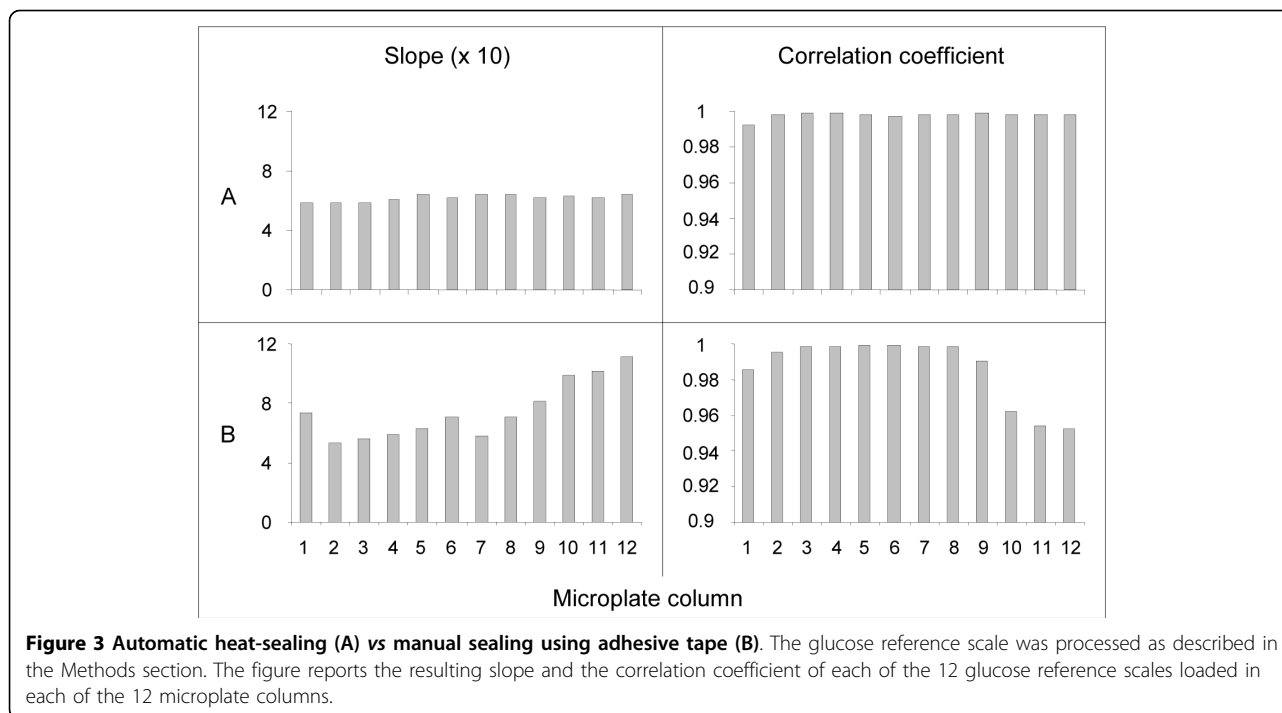 Slope (x 10)
Correlation coefficient
A
12
8
4
0
1
0.98
0.96
0.94
0.92
0.9
B
12
8
4
0
1 2 3 4 5 6 7 8 9 10 11 12
1
0.98
0.96
0.94
0.92
0.9
1 2 3 4 5 6 7 8 9 10 11 12
Microplate column
Figure 3 Automatic heat-sealing (A) vs manual sealing using adhesive tape (B). The glucose reference scale was processed as described in
the Methods section. The figure reports the resulting slope and the correlation coefficient of each of the 12 glucose reference scales loaded in
each of the 12 microplate columns.